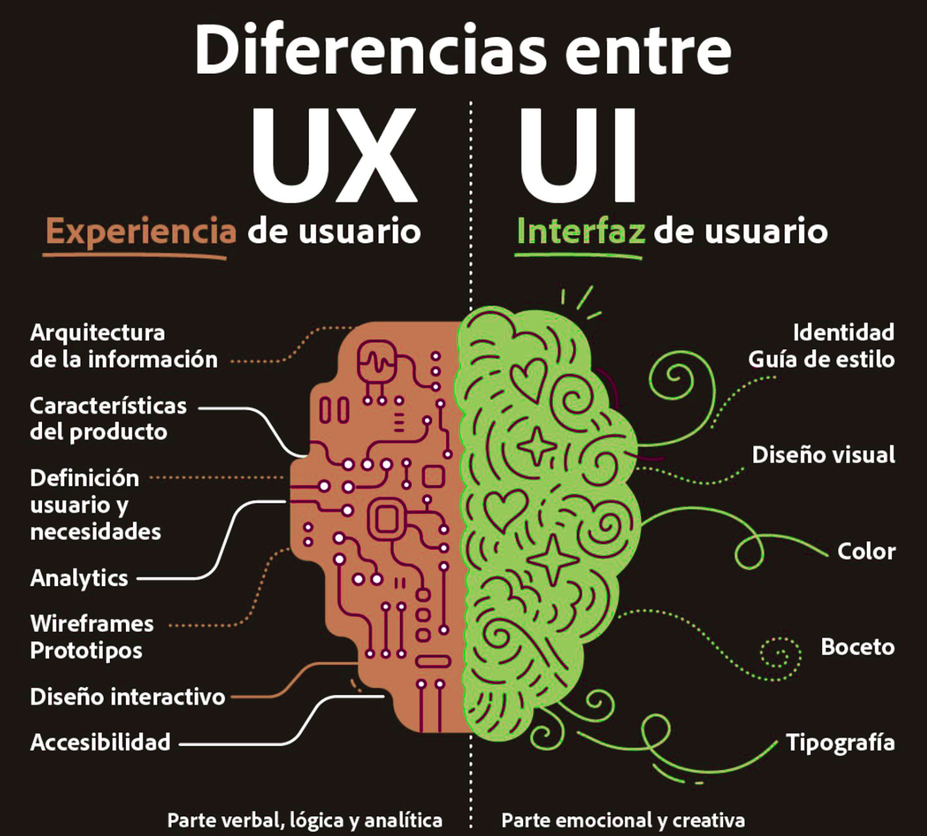 Diferencias entre
UX
UI
Experiencia de usuario
Interfaz de usuario
Arquitectura
de la información
Características
del producto
Definición
usuario y
necesidades
Analytics
Wireframes
Prototipos
Diseño interactivo
Accesibilidad
Identidad
Guía de estilo
Diseño visual
Color
Boceto
Tipografía
Parte verbal, lógica y analítica
Parte emocional y creativa